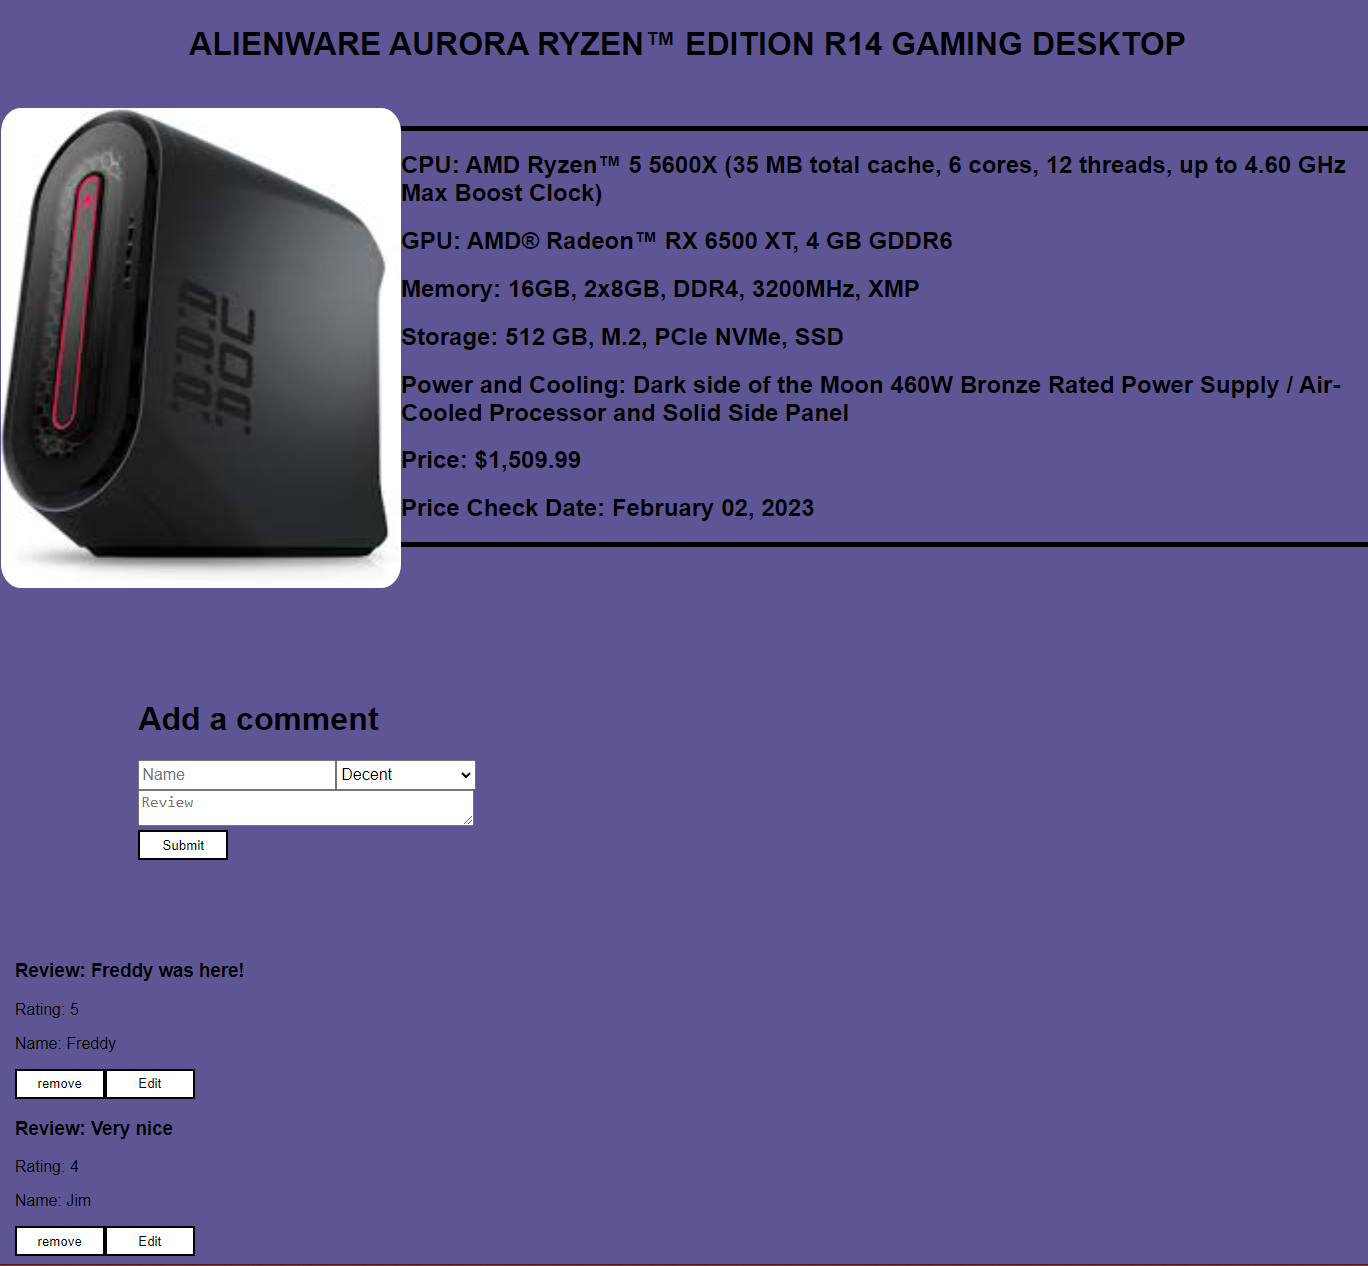 ALIENWARE AURORA RYZEN™ EDITION R14 GAMING DESKTOP
CPU: AMD Ryzen™ 5 5600X (35 MB total cache, 6 cores, 12 threads, up to 4.60 GHz
Max Boost Clock)
GPU: AMD® Radeon™ RX 6500 XT, 4 GB GDDR6
Memory: 16GB, 2x8GB, DDR4, 3200MHz, XMP
Storage: 512 GB, M.2, PCIe NVMe, SSD
Power and Cooling: Dark side of the Moon 460W Bronze Rated Power Supply / Air-
Cooled Processor and Solid Side Panel
Price: $1,509.99
Price Check Date: February 02, 2023
Add a comment
Name
Decent
Review
Submit
Review: Freddy was here!
Rating: 5
Name: Freddy
remove
Edit
Review: Very nice
Rating: 4
Name: Jim
remove
Edit